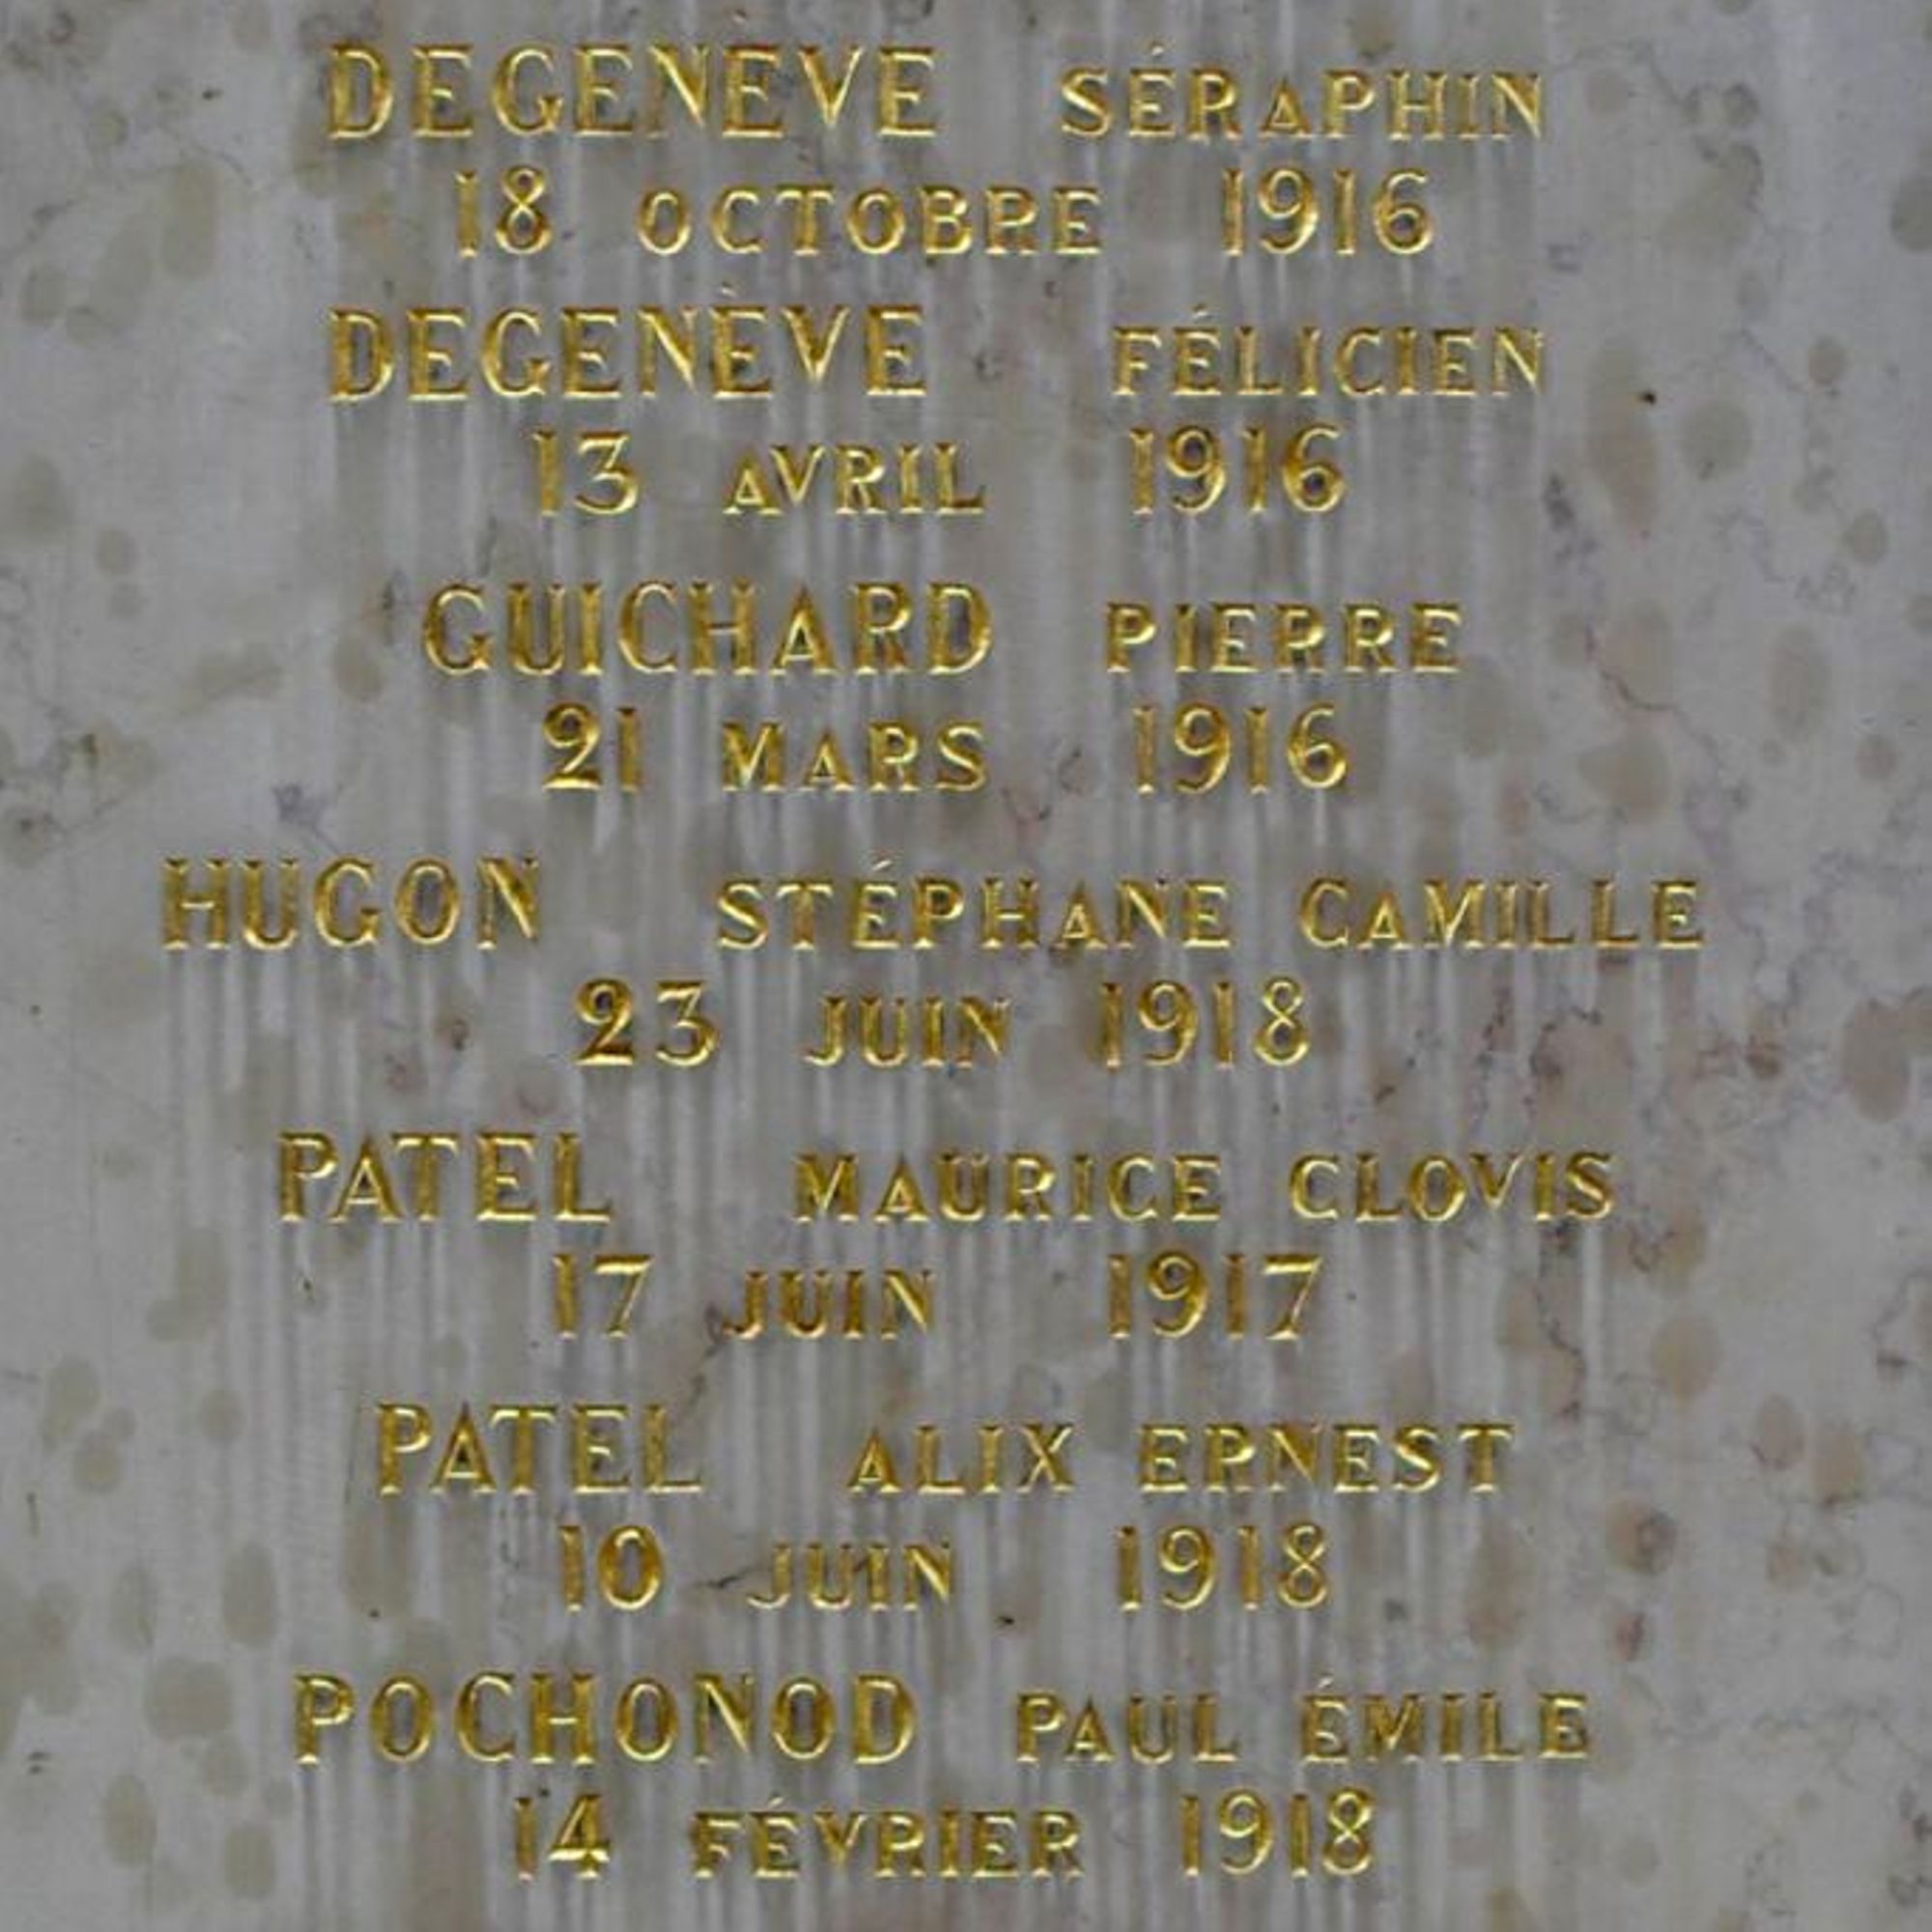 DEGENÈVE SÉRAPHIN
18 OCTOBRE 1916
DEGENÈVE FÉLICIEN
13 AVRIL 1916
GUICHARD PIERRE
21 MARS 1916
HUGON STÉPHANE CAMILLE
23 JUIN 1918
PATEL MAURICE CLOVIS
17 JUIN 1917
PATEL ALIX ERNEST
10 JUIN 1918
POCHONOD PAUL ÉMILE
14 FÉVRIER 1918